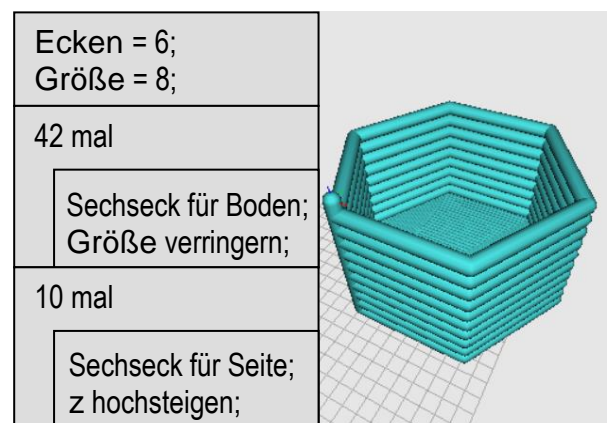 Ecken = 6;
Größe = 8;
42 mal
Sechseck für Boden;
Größe verringern;
10 mal
Sechseck für Seite;
z hochsteigen;